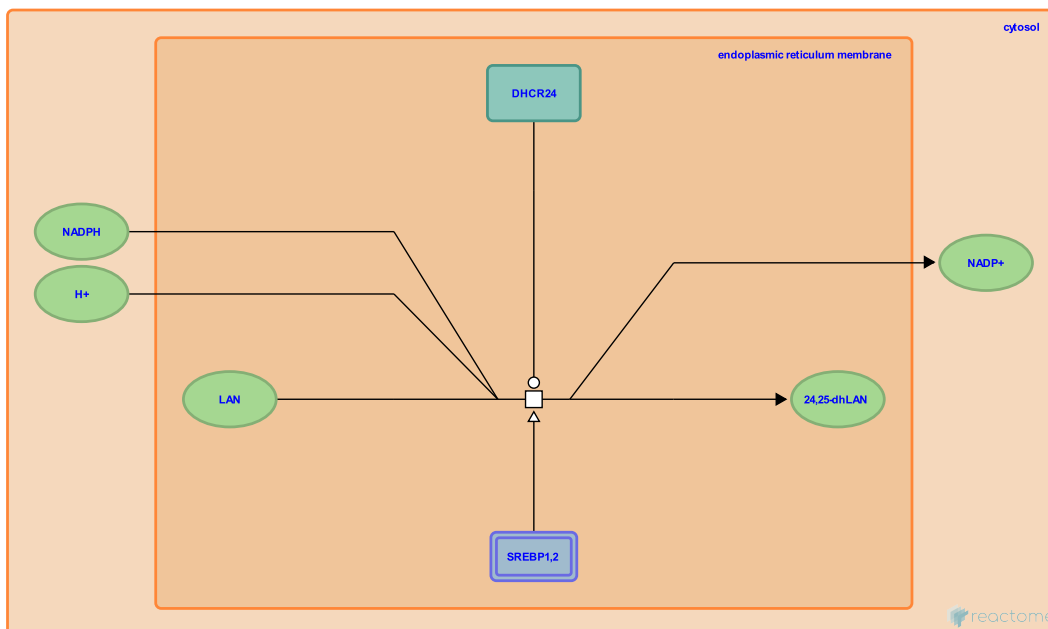 cytosol
endoplasmic reticulum membrane
DHCR24
NADPH
NADP+
H+
LAN
24,25-dhLAN
SREBP1,2
reactome